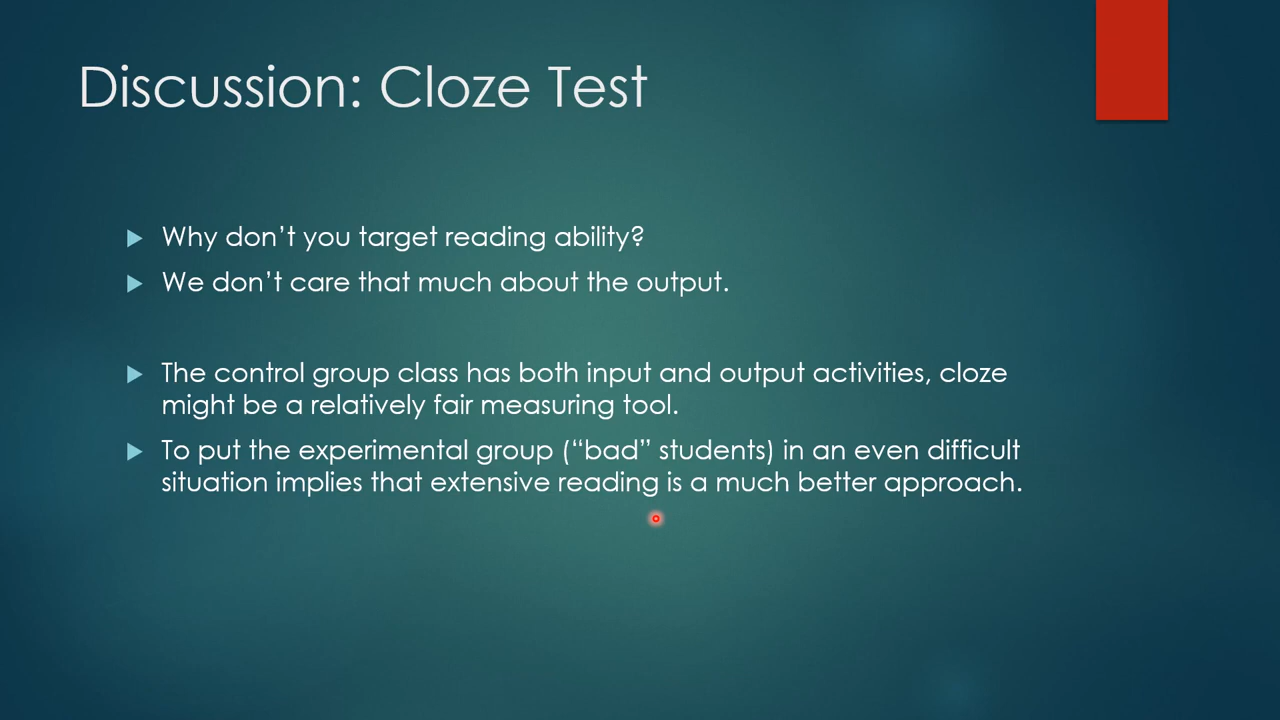 Discussion: Cloze Test
Why don’t you target reading ability?
We don’t care that much about the output.
The control group class has both input and output activities, cloze
might be a relatively fair measuring tool.
To put the experimental group (“bad” students) in an even difficult
situation implies that extensive reading is a much better approach.